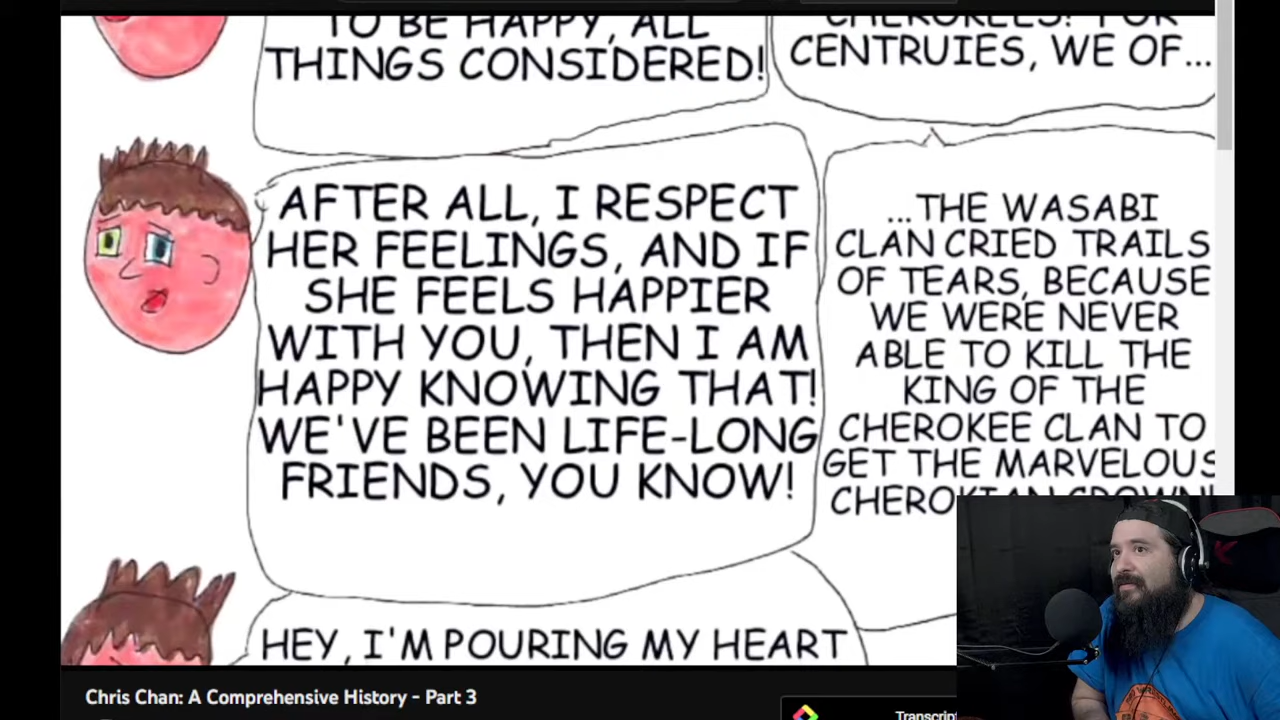 TO BE HAPPY, ALL
THINGS CONSIDERED!
CHEROKEES! FOR
CENTRUIES, WE OF...
AFTER ALL, I RESPECT
HER FEELINGS, AND IF
SHE FEELS HAPPIER
WITH YOU, THEN I AM
HAPPY KNOWING THAT!
WE'VE BEEN LIFE-LONG
FRIENDS, YOU KNOW!
...THE WASABI
CLAN CRIED TRAILS
OF TEARS, BECAUSE
WE WERE NEVER
ABLE TO KILL THE
KING OF THE
CHEROKEE CLAN TO
GET THE MARVELOUS
HEY, I'M POURING MY HEART
Chris Chan: A Comprehensive History - Part 3
Transcript